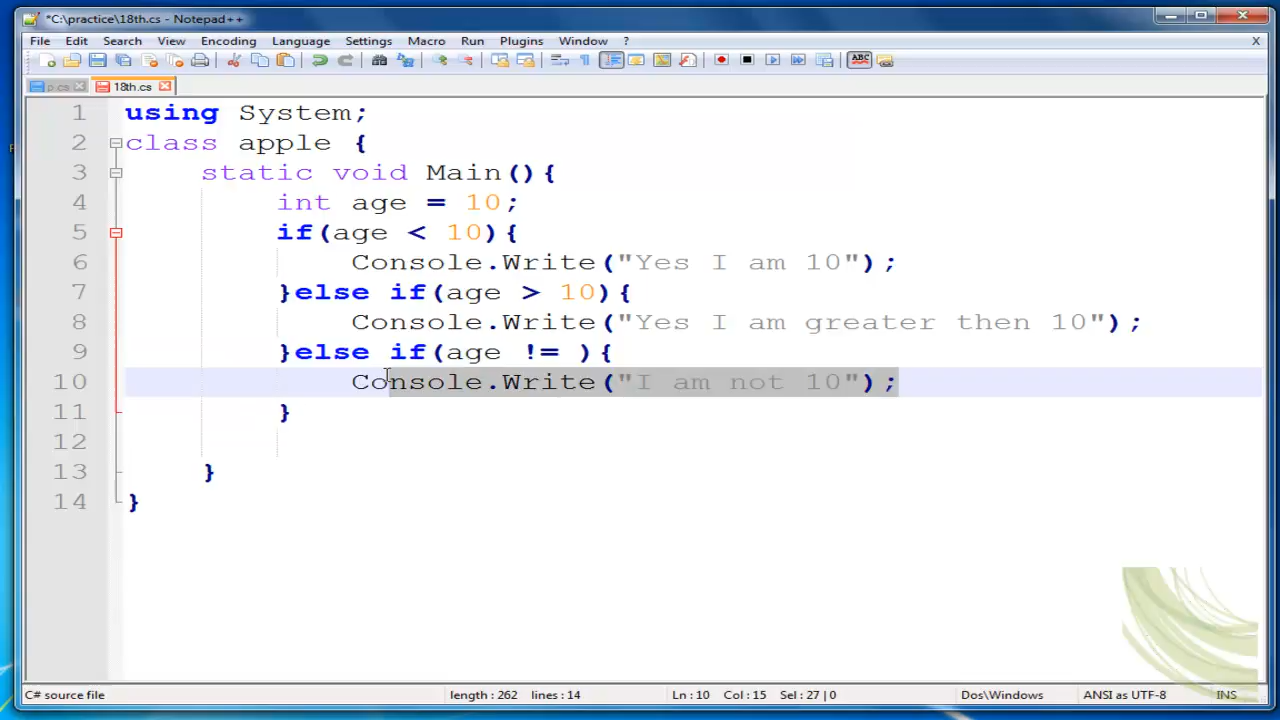 *C:\practice\18th.cs - Notepad++
File Edit Search View Encoding Language Settings Macro Run Plugins Window ? X
ABC
p.cs 18th.cs
1 using System;
2 class apple {
3 static void Main(){
4 int age = 10;
5 if(age < 10){
6 Console.Write("Yes I am 10");
7 }else if(age > 10){
8 Console.Write("Yes I am greater then 10");
9 }else if(age != ){
10 Console.Write("I am not 10");
11 }
12
13 }
14 }
C# source file length : 262 lines : 14 Ln : 10 Col : 15 Sel : 27 | 0 Dos\Windows ANSI as UTF-8 INS